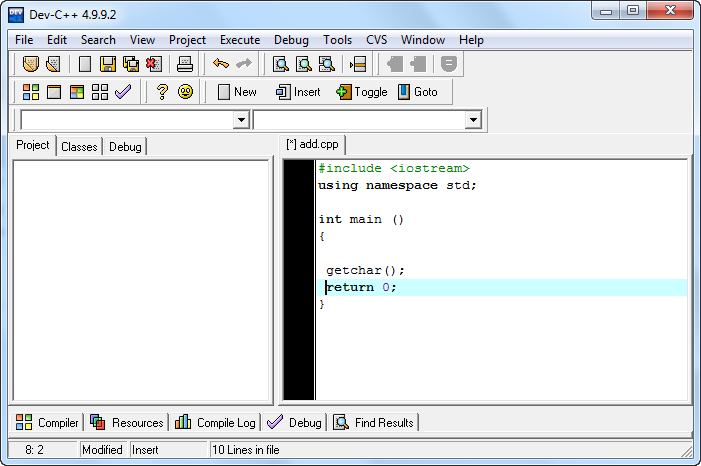 Dev-C++ 4.9.9.2
File Edit Search View Project Execute Debug Tools CVS Window Help
New Insert Toggle Goto
Project Classes Debug
[*] add.cpp
#include <iostream>
using namespace std;
int main ()
{
getchar();
return 0;
}
Compiler Resources Compile Log Debug Find Results
8: 2 Modified Insert 10 Lines in file